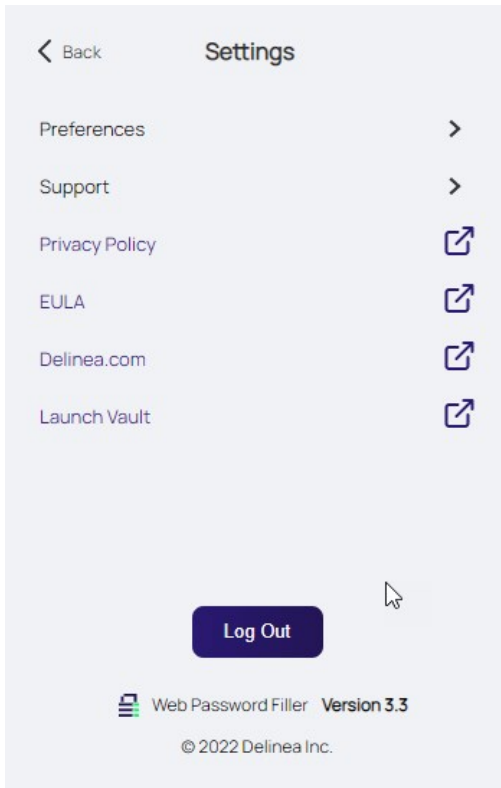 Back Settings
Preferences
Support
Privacy Policy
EULA
Delinea.com
Launch Vault
Log Out
Web Password Filler Version 3.3
© 2022 Delinea Inc.